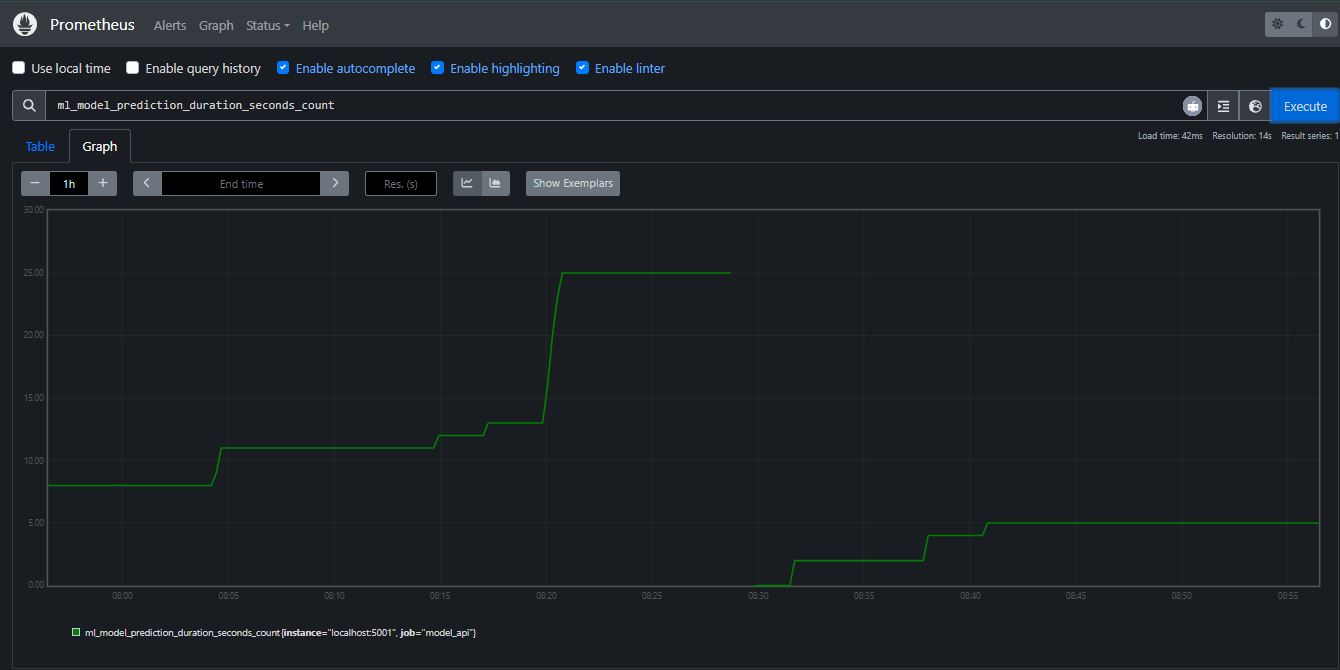 Prometheus Alerts Graph Status Help
Use local time Enable query history Enable autocomplete Enable highlighting Enable linter
ml_model_prediction_duration_seconds_count Execute
Load time: 42ms Resolution: 14s Result series: 1
Table Graph
1h End time Res. (s) Show Exemplars
30.00
25.00
20.00
15.00
10.00
5.00
0.00
08:00 08:05 08:10 08:15 08:20 08:25 08:30 08:35 08:40 08:45 08:50 08:55
ml_model_prediction_duration_seconds_count{instance="localhost:5001", job="model_api"}